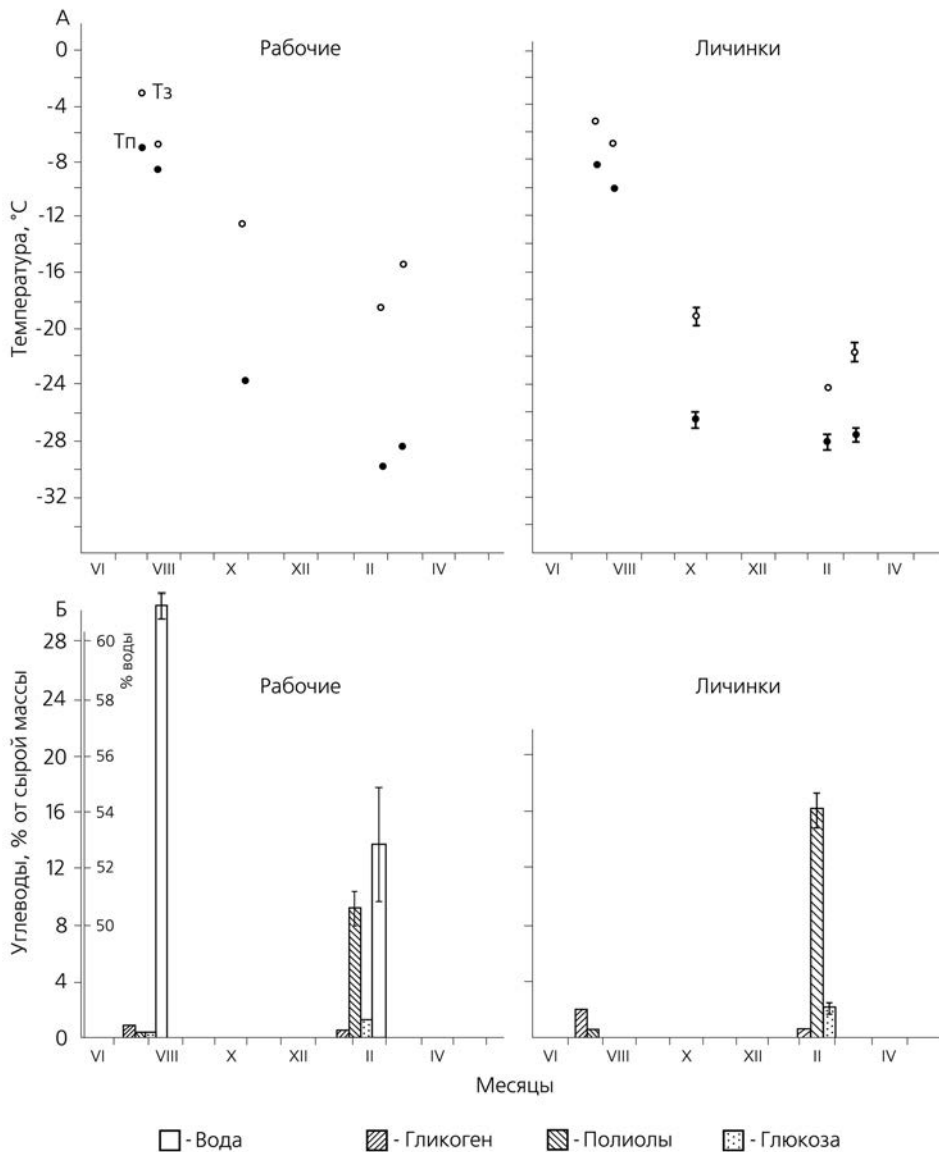 А
Рабочие
Личинки
Температура, °C
0
-4
-8
-12
-16
-20
-24
-28
-32
Тз
Тп
VI VIII X XII II IV
VI VIII X XII II IV
Б
Углеводы, % от сырой массы
28
24
20
16
12
8
4
0
% воды
60
58
56
54
52
50
Рабочие
Личинки
VI VIII X XII II IV
VI VIII X XII II IV
Месяцы
- Вода - Гликоген - Полиолы - Глюкоза